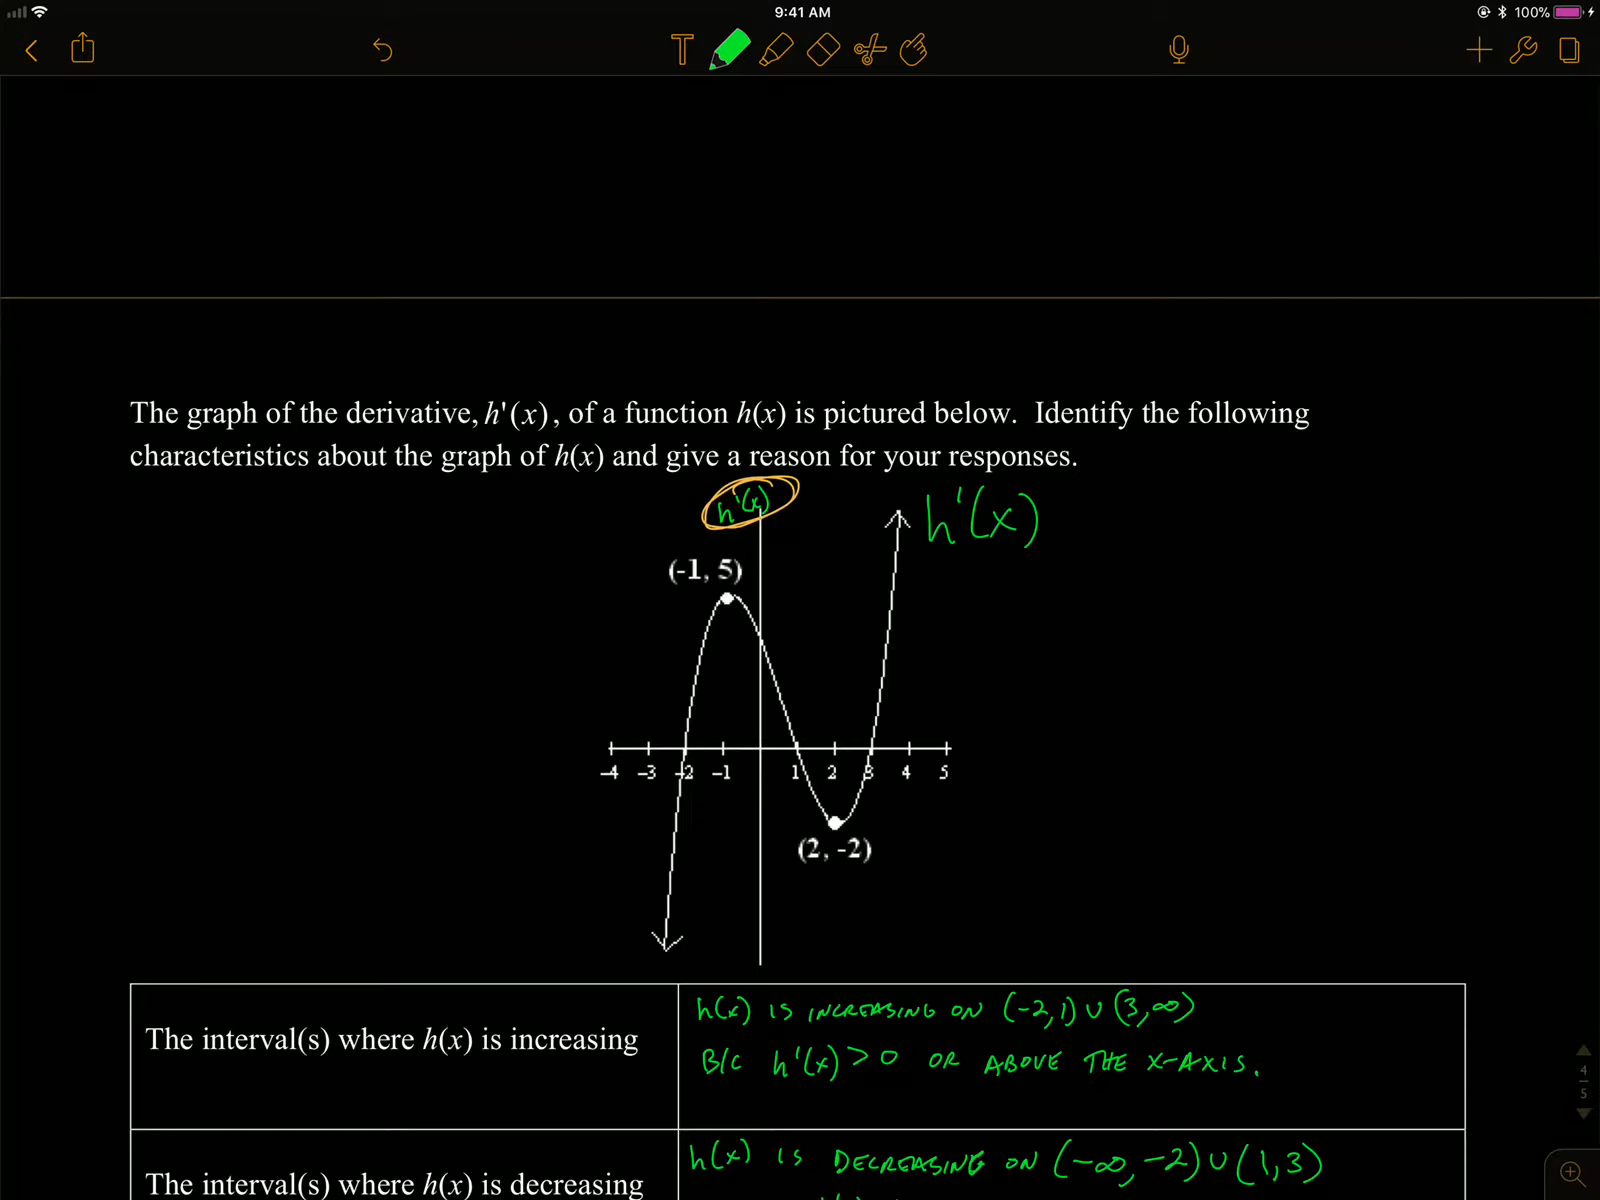 9:41 AM
100%
T
The graph of the derivative, h'(x), of a function h(x) is pictured below. Identify the following
characteristics about the graph of h(x) and give a reason for your responses.
h'(x)
h'(x)
(-1, 5)
-4 -3 -2 -1 1 2 3 4 5
(2, -2)
The interval(s) where h(x) is increasing
h(x) IS INCREASING ON (-2,1) ∪ (3,∞)
B/C h'(x) > 0 OR ABOVE THE X-AXIS.
The interval(s) where h(x) is decreasing
h(x) IS DECREASING ON (-∞,-2) ∪ (1,3)
4
5